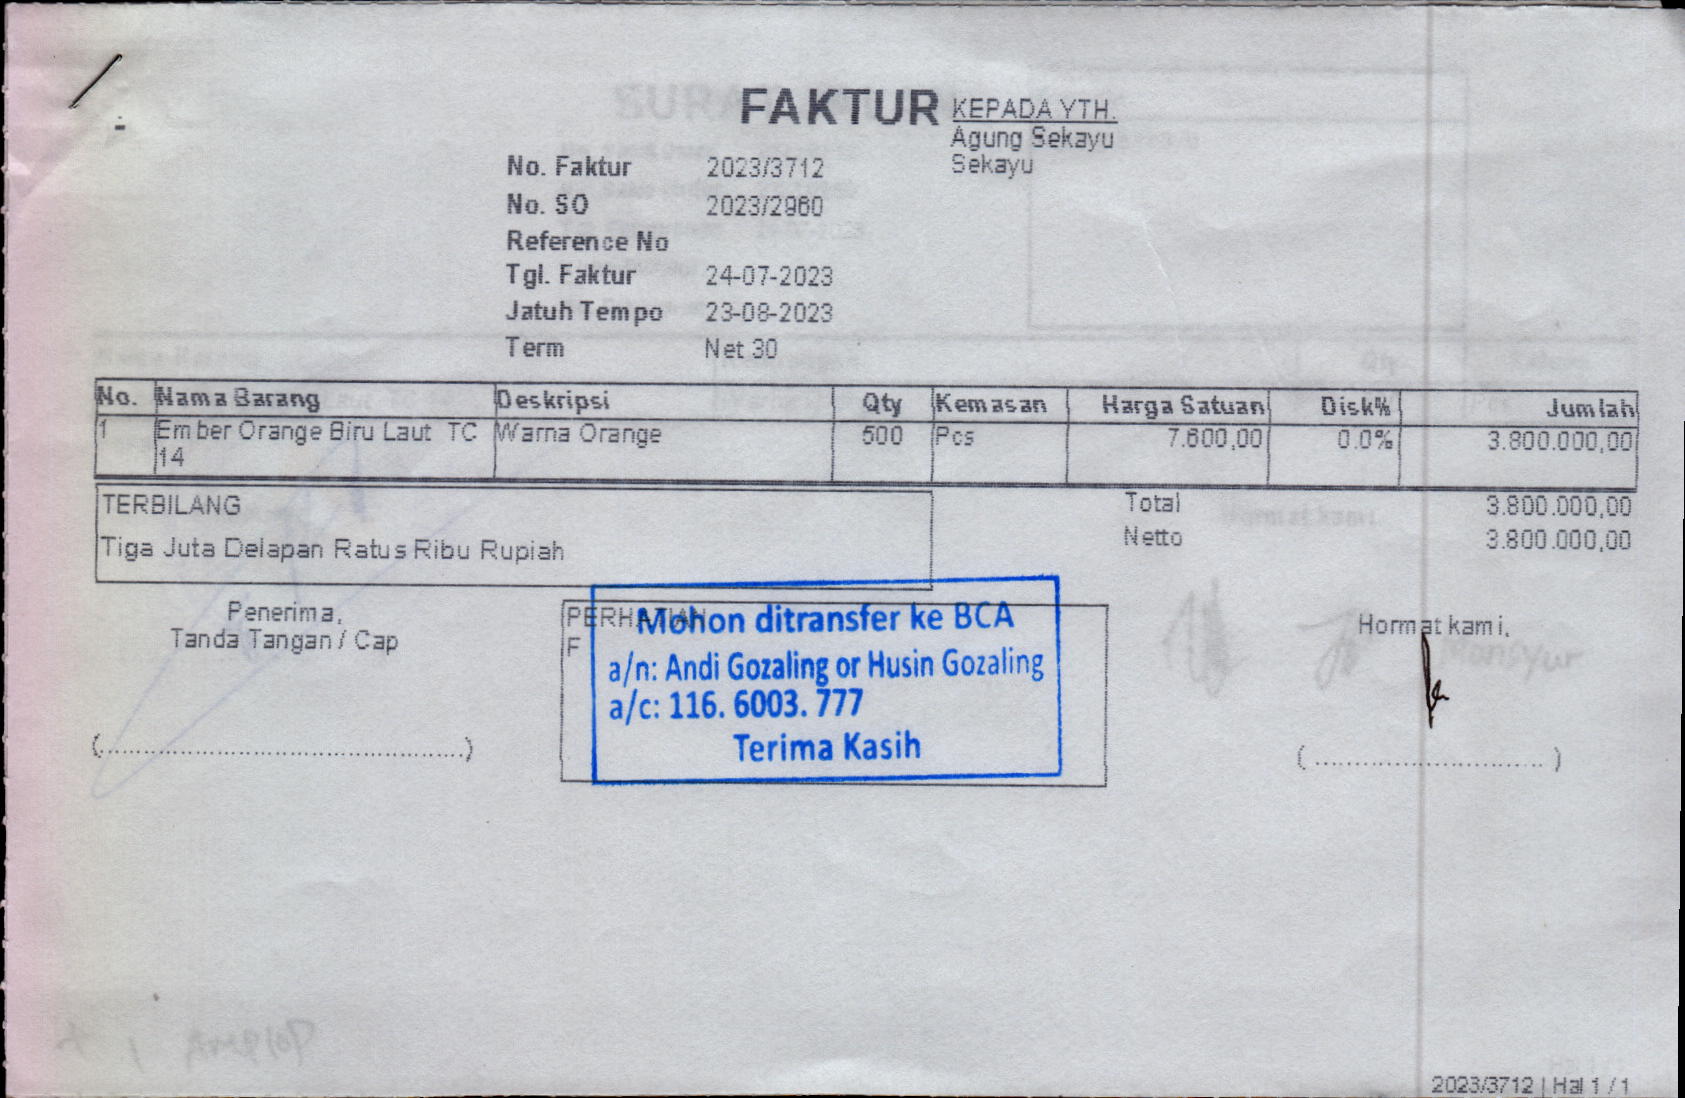 FAKTUR
KEPADA YTH.
Agung Sekayu
Sekayu
No. Faktur 2023/3712
No. SO 2023/2960
Reference No
Tgl. Faktur 24-07-2023
Jatuh Tempo 23-08-2023
Term Net 30
No. Nama Barang Deskripsi Qty Kemasan Harga Satuan Disk% Jumlah
1 Ember Orange Biru Laut TC Warna Orange 500 Pcs 7.600,00 0.0% 3.800.000,00
14
TERBILANG
Tiga Juta Delapan Ratus Ribu Rupiah
Total 3.800.000,00
Netto 3.800.000,00
Penerima,
Tanda Tangan / Cap
(..........................................................)
PERHATIAN
F
Mohon ditransfer ke BCA
a/n: Andi Gozaling or Husin Gozaling
a/c: 116. 6003. 777
Terima Kasih
Hormat kami,
(....................................)
2023/3712 | Hal 1 / 1